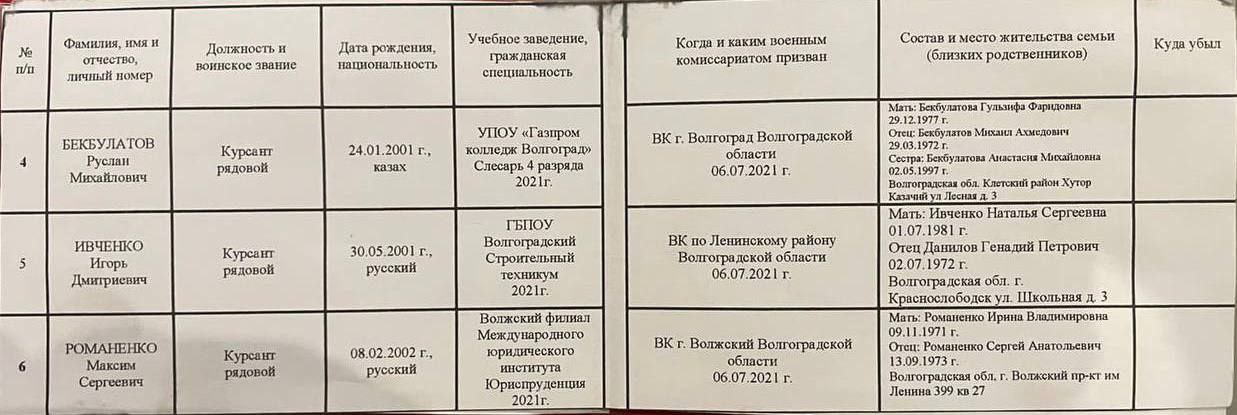 №
п/п
Фамилия, имя и
отчество,
личный номер
Должность и
воинское звание
Дата рождения,
национальность
Учебное заведение,
гражданская
специальность
Когда и каким военным
комиссариатом призван
Состав и место жительства семьи
(близких родственников)
Куда убыл
4
БЕКБУЛАТОВ
Руслан
Михайлович
Курсант
рядовой
24.01.2001 г.,
казах
УПОУ «Газпром
колледж Волгоград»
Слесарь 4 разряда
2021г.
ВК г. Волгоград Волгоградской
области
06.07.2021 г.
Мать: Бекбулатова Гульзифа Фаридовна
29.12.1977 г.
Отец: Бекбулатов Михаил Ахмедович
29.03.1972 г.
Сестра: Бекбулатова Анастасия Михайловна
02.05.1997 г.
Волгоградская обл. Клетский район Хутор
Казачий ул Лесная д. 3
5
ИВЧЕНКО
Игорь
Дмитриевич
Курсант
рядовой
30.05.2001 г.,
русский
ГБПОУ
Волгоградский
Строительный
техникум
2021г.
ВК по Ленинскому району
Волгоградской области
06.07.2021 г.
Мать: Ивченко Наталья Сергеевна
01.07.1981 г.
Отец Данилов Генадий Петрович
02.07.1972 г.
Волгоградская обл. г.
Краснослободск ул. Школьная д. 3
6
РОМАНЕНКО
Максим
Сергеевич
Курсант
рядовой
08.02.2002 г.,
русский
Волжский филиал
Международного
юридического
института
Юриспруденция
2021г.
ВК г. Волжский Волгоградской
области
06.07.2021 г.
Мать: Романенко Ирина Владимировна
09.11.1971 г.
Отец: Романенко Сергей Анатольевич
13.09.1973 г.
Волгоградская обл. г. Волжский пр-кт им
Ленина 399 кв 27